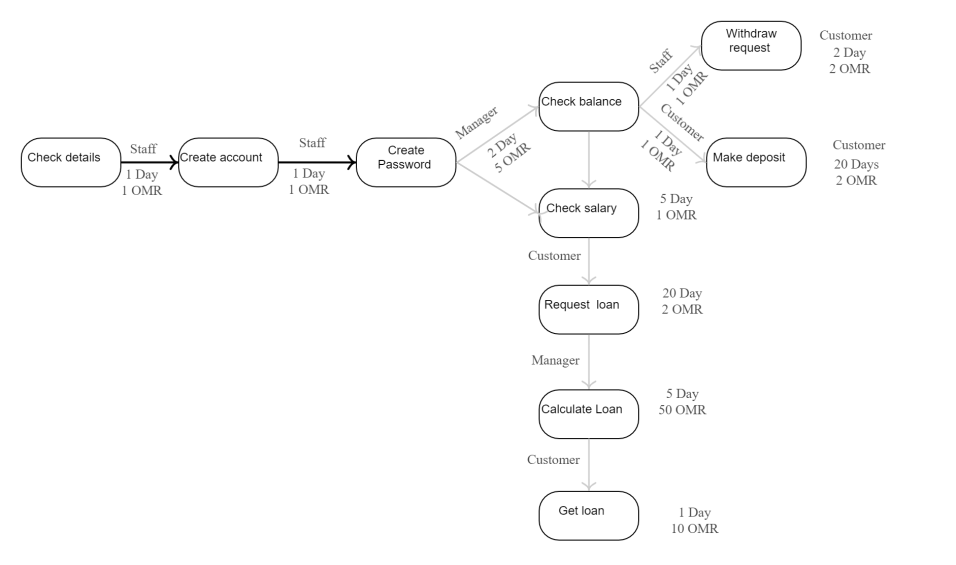 Check details
Staff
1 Day
1 OMR
Create account
Staff
1 Day
1 OMR
Create
Password
Manager
2 Day
5 OMR
Check balance
Staff
1 Day
1 OMR
Withdraw
request
Customer
2 Day
2 OMR
Customer
1 Day
1 OMR
Make deposit
Customer
20 Days
2 OMR
Check salary
5 Day
1 OMR
Customer
Request  loan
20 Day
2 OMR
Manager
Calculate Loan
5 Day
50 OMR
Customer
Get loan
1 Day
10 OMR